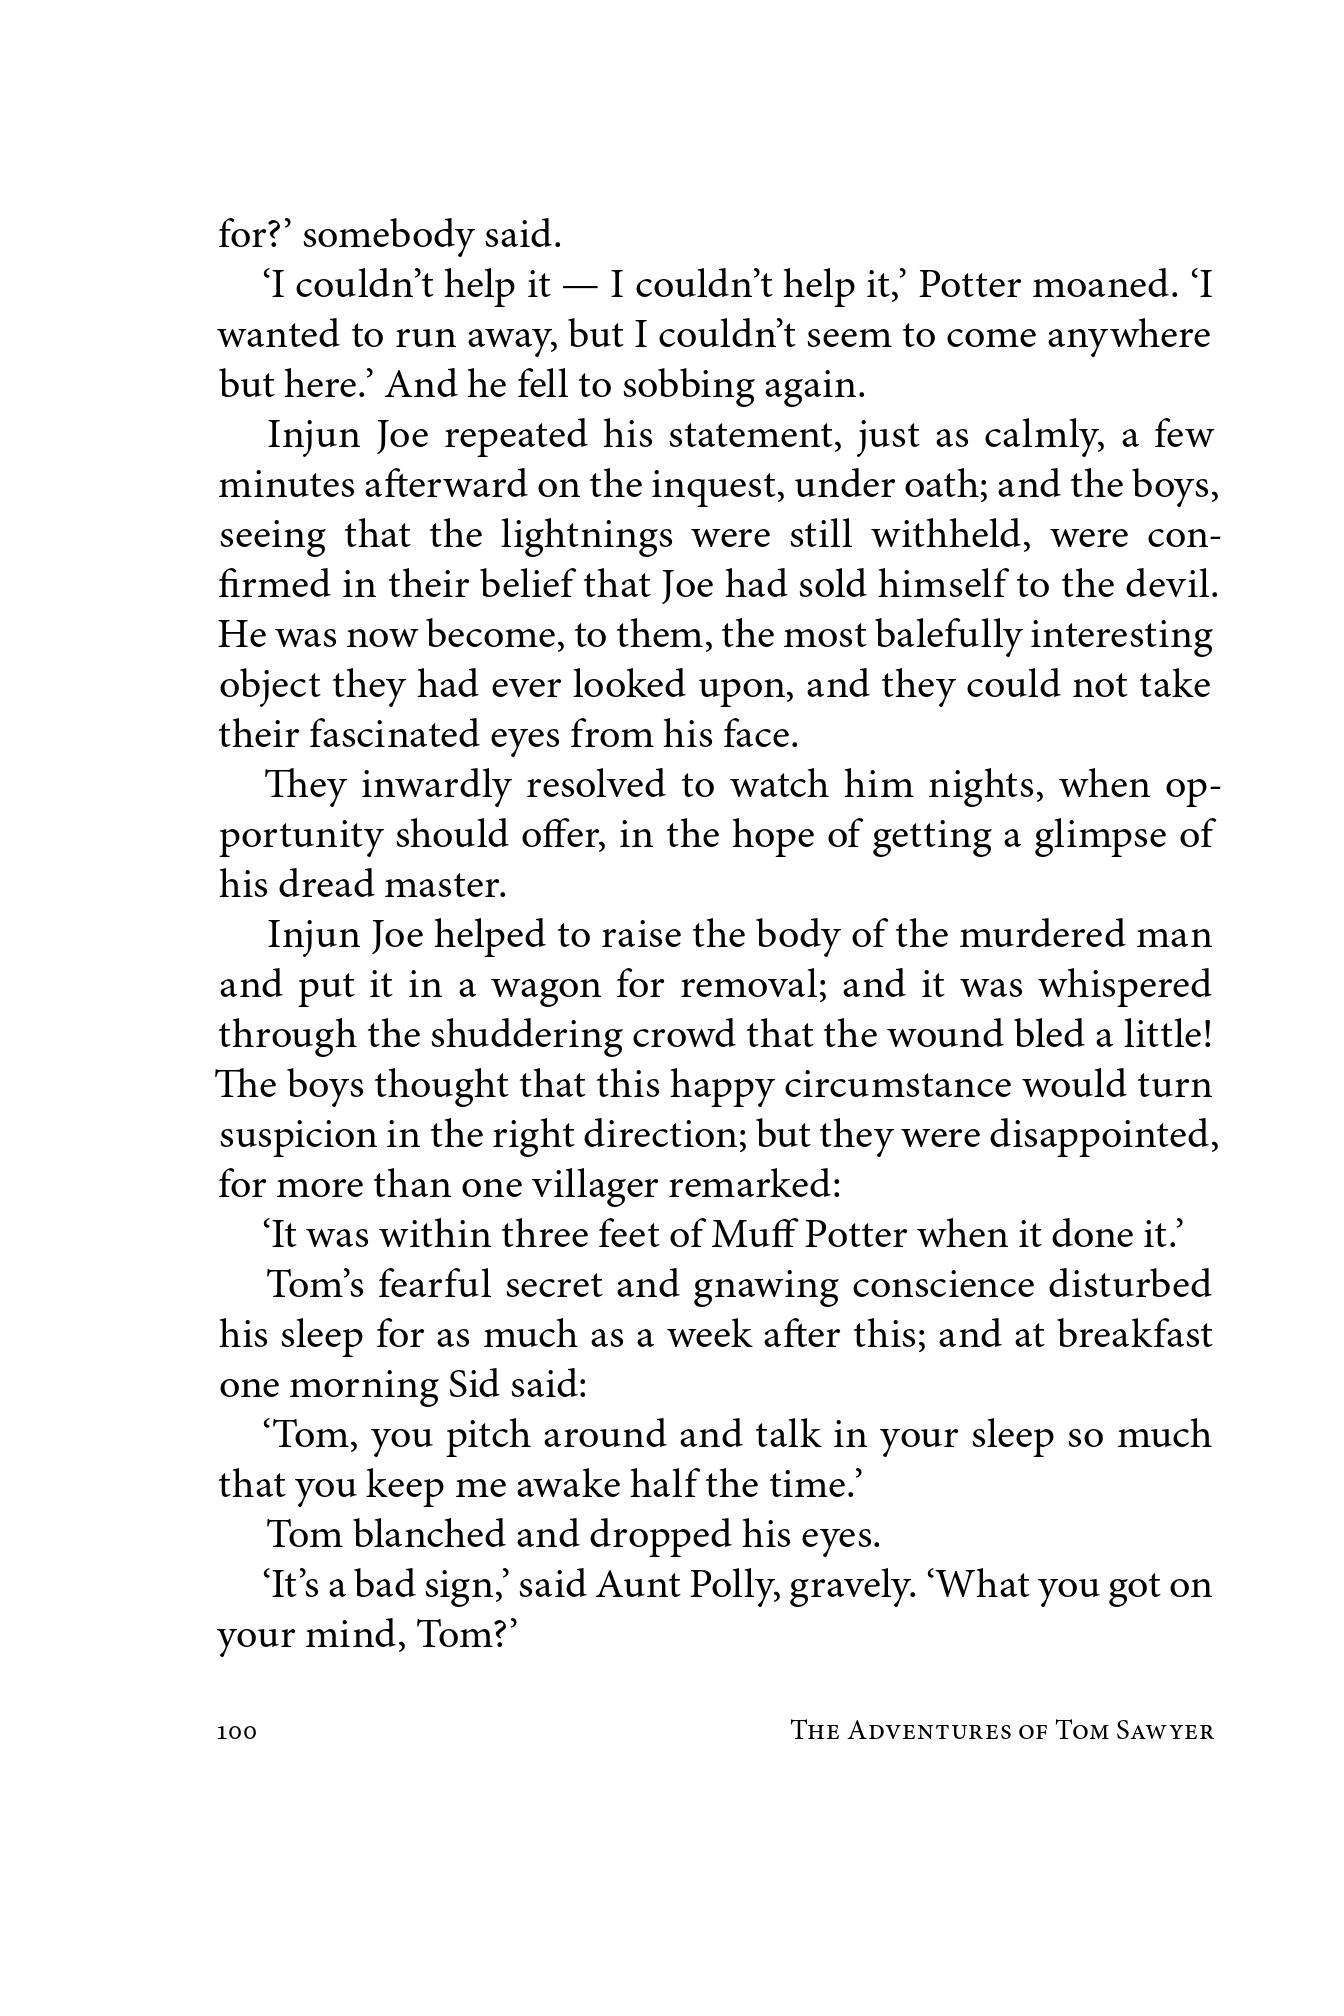 for?’ somebody said.
‘I couldn’t help it — I couldn’t help it,’ Potter moaned. ‘I
wanted to run away, but I couldn’t seem to come anywhere
but here.’ And he fell to sobbing again.
Injun Joe repeated his statement, just as calmly, a few
minutes afterward on the inquest, under oath; and the boys,
seeing that the lightnings were still withheld, were con-
firmed in their belief that Joe had sold himself to the devil.
He was now become, to them, the most balefully interesting
object they had ever looked upon, and they could not take
their fascinated eyes from his face.
They inwardly resolved to watch him nights, when op-
portunity should offer, in the hope of getting a glimpse of
his dread master.
Injun Joe helped to raise the body of the murdered man
and put it in a wagon for removal; and it was whispered
through the shuddering crowd that the wound bled a little!
The boys thought that this happy circumstance would turn
suspicion in the right direction; but they were disappointed,
for more than one villager remarked:
‘It was within three feet of Muff Potter when it done it.’
Tom’s fearful secret and gnawing conscience disturbed
his sleep for as much as a week after this; and at breakfast
one morning Sid said:
‘Tom, you pitch around and talk in your sleep so much
that you keep me awake half the time.’
Tom blanched and dropped his eyes.
‘It’s a bad sign,’ said Aunt Polly, gravely. ‘What you got on
your mind, Tom?’
100 The Adventures of Tom Sawyer